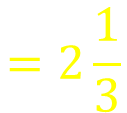 = 2 1/3